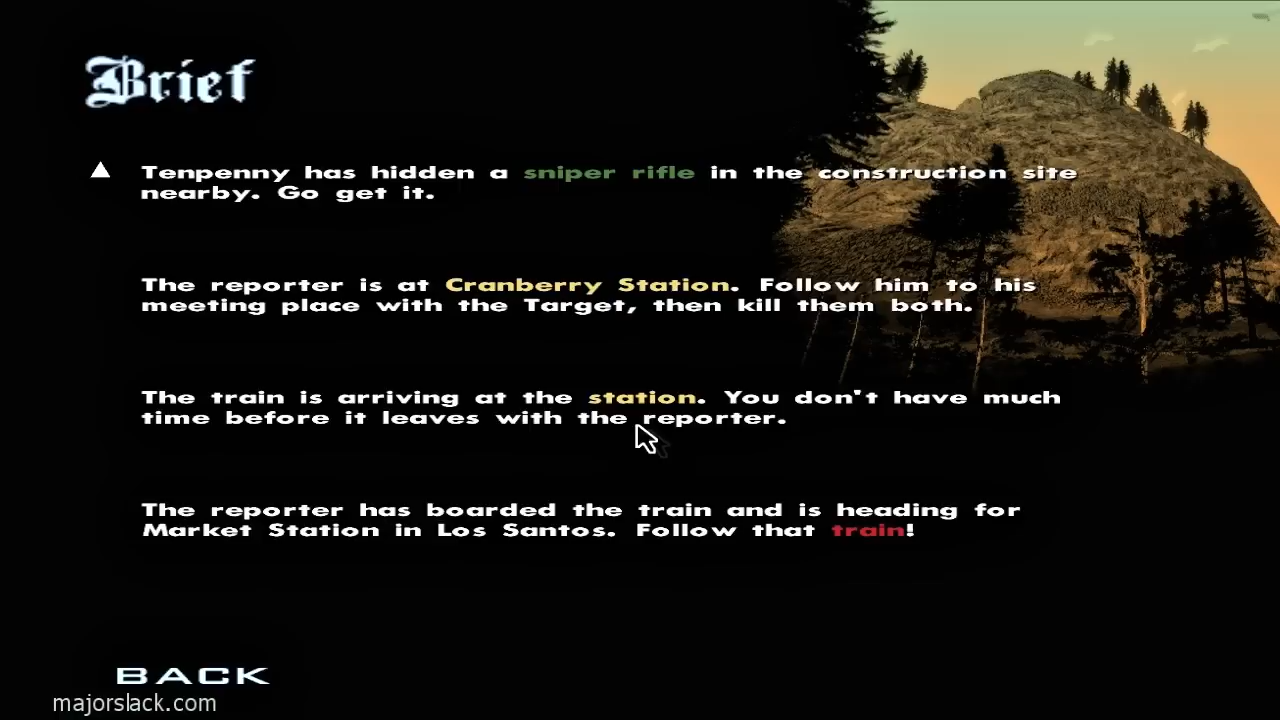 Brief
Tenpenny has hidden a sniper rifle in the construction site
nearby. Go get it.
The reporter is at Cranberry Station. Follow him to his
meeting place with the Target, then kill them both.
The train is arriving at the station. You don't have much
time before it leaves with the reporter.
The reporter has boarded the train and is heading for
Market Station in Los Santos. Follow that train!
BACK
majorslack.com